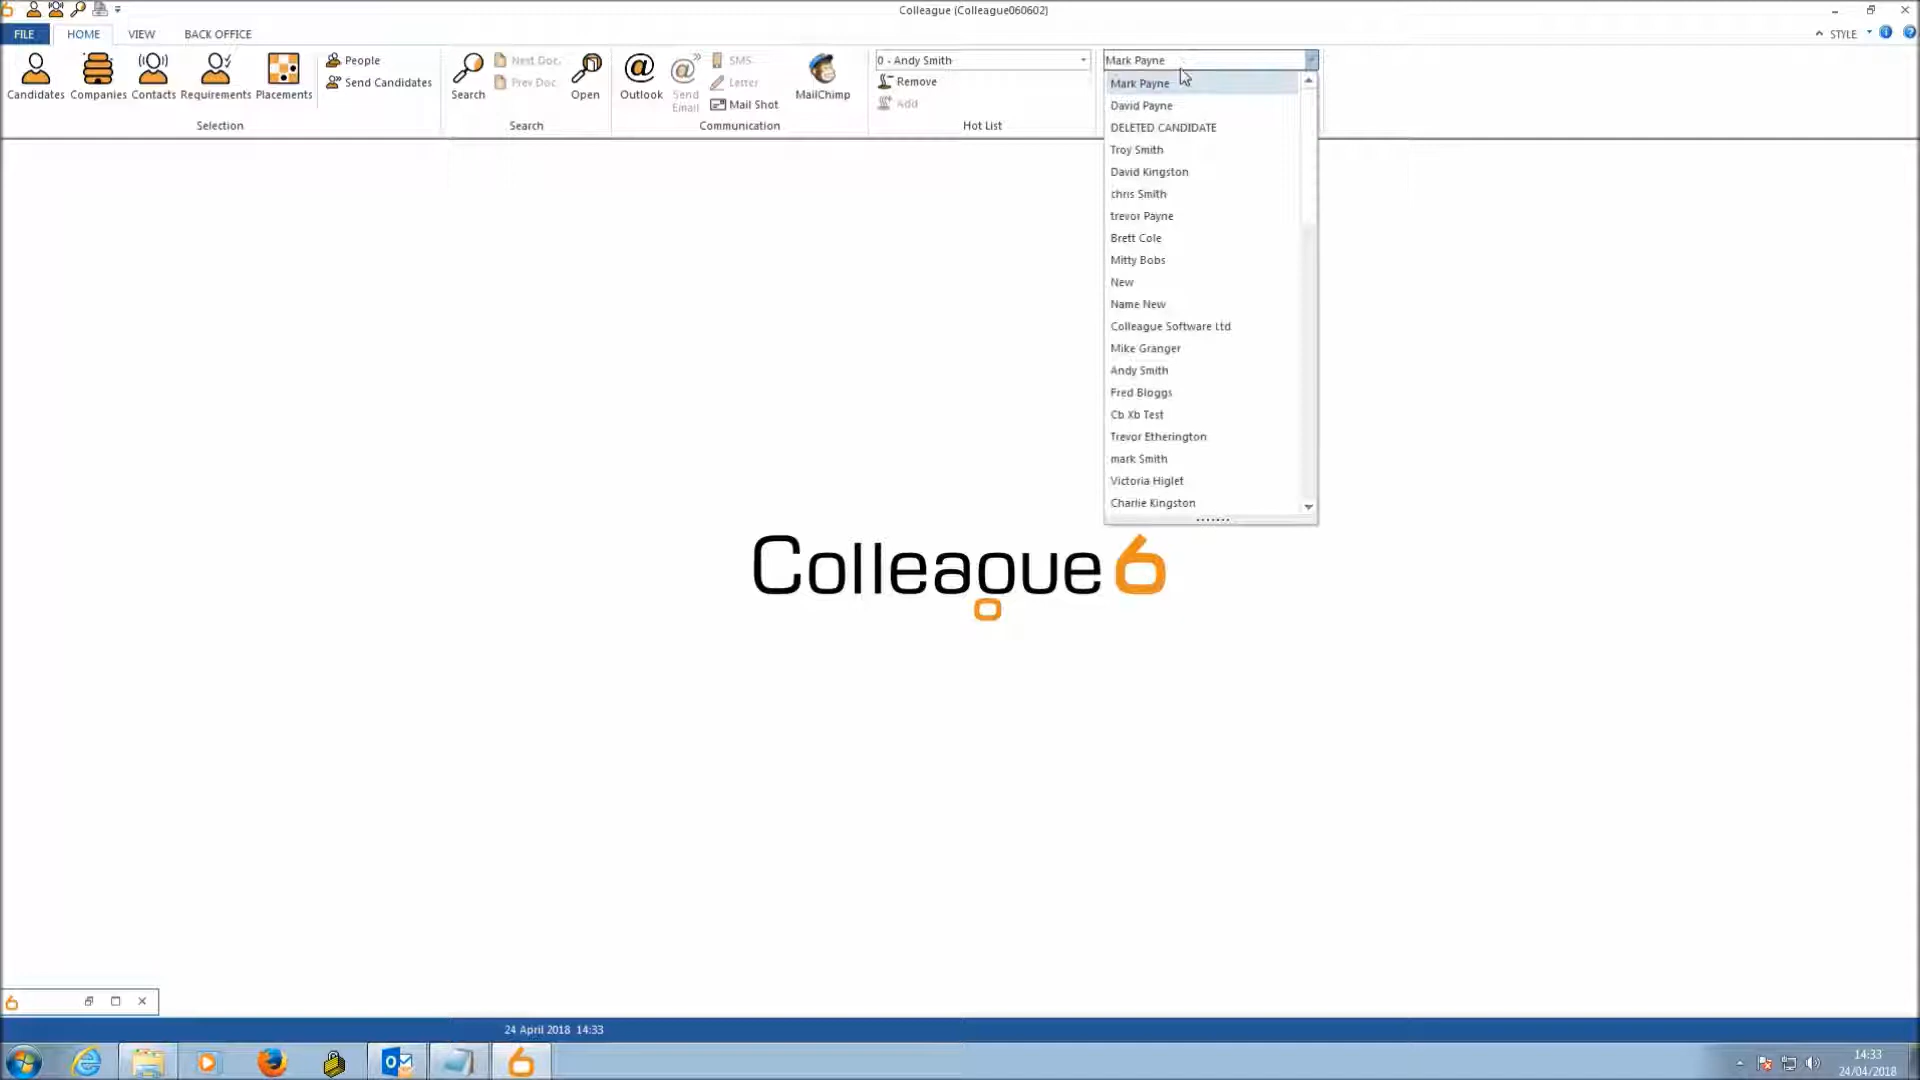 Colleague (Colleague060602)
FILE HOME VIEW BACK OFFICE STYLE
Candidates Companies Contacts Requirements Placements
People
Send Candidates
Selection
Search
Next Doc.
Prev Doc.
Open
Search
Outlook
Send Email
SMS
Letter
Mail Shot
MailChimp
Communication
0 - Andy Smith
Remove
Add
Hot List
Mark Payne
Mark Payne
David Payne
DELETED CANDIDATE
Troy Smith
David Kingston
chris Smith
trevor Payne
Brett Cole
Mitty Bobs
New
Name New
Colleague Software Ltd
Mike Granger
Andy Smith
Fred Bloggs
Cb Xb Test
Trevor Etherington
mark Smith
Victoria Higlet
Charlie Kingston
Colleague 6
24 April 2018 14:33
14:33
24/04/2018